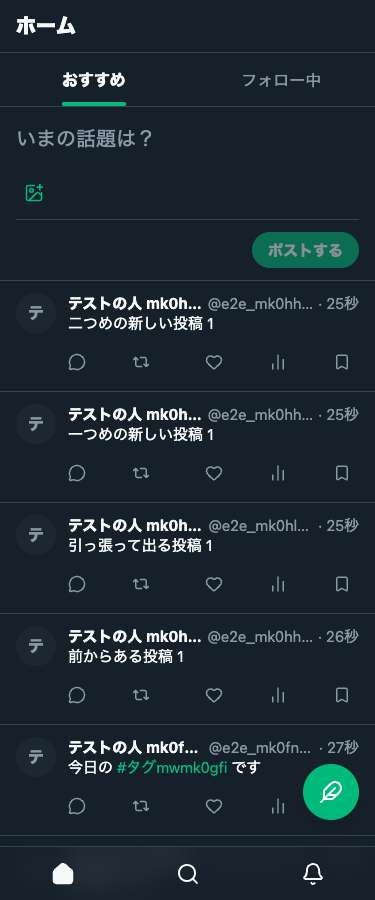 ホーム
おすすめ
フォロー中
いまの話題は？
ポストする
テ
テストの人 mk0h... @e2e_mk0hh... · 25秒
二つめの新しい投稿 1
テ
テストの人 mk0h... @e2e_mk0hh... · 25秒
一つめの新しい投稿 1
テ
テストの人 mk0h... @e2e_mk0hl... · 25秒
引っ張って出る投稿 1
テ
テストの人 mk0h... @e2e_mk0hh... · 26秒
前からある投稿 1
テ
テストの人 mk0f... @e2e_mk0fn... · 27秒
今日の #タグmwmk0gfi です